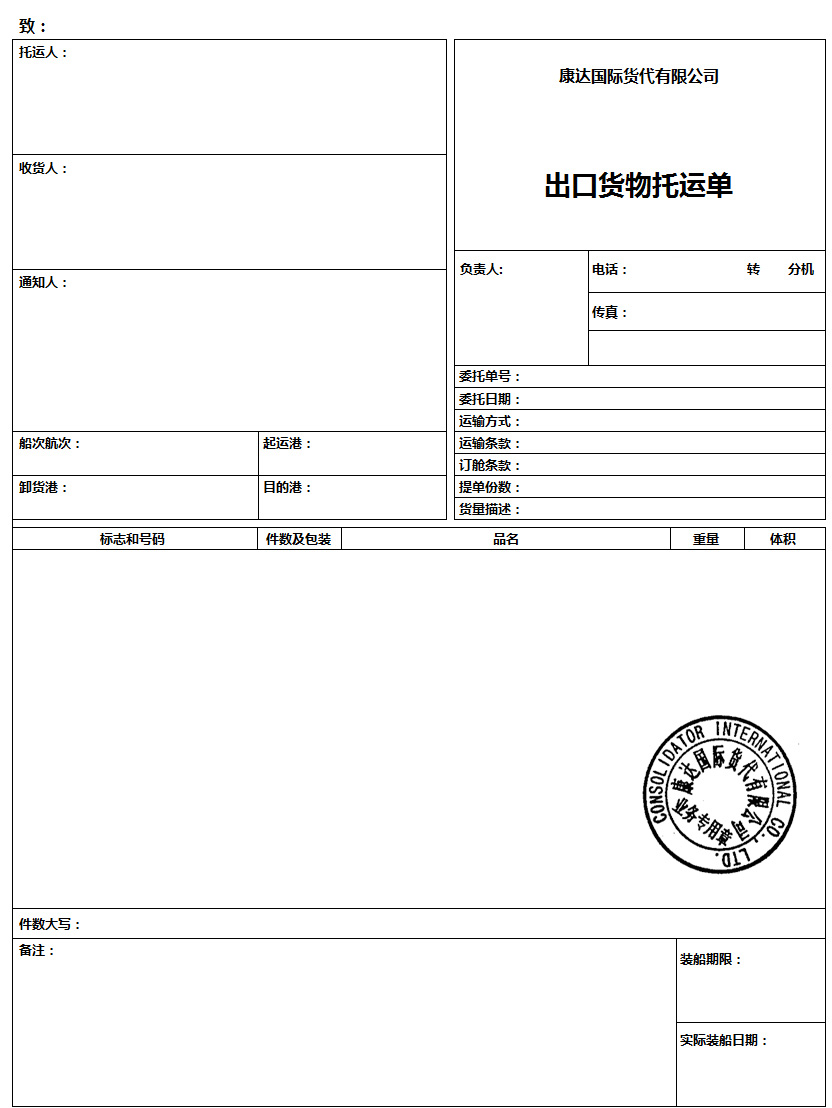 致：
托运人：
康达国际货代有限公司
出口货物托运单
收货人：
通知人：
负责人:
电话：
转
分机
传真：
委托单号：
委托日期：
运输方式：
运输条款：
订舱条款：
提单份数：
货量描述：
船次航次：
起运港：
卸货港：
目的港：
标志和号码
件数及包装
品名
重量
体积
CONSOLIDATOR INTERNATIONAL CO., LTD.
康达国际货代有限公司
业务专用章
件数大写：
备注：
装船期限：
实际装船日期：